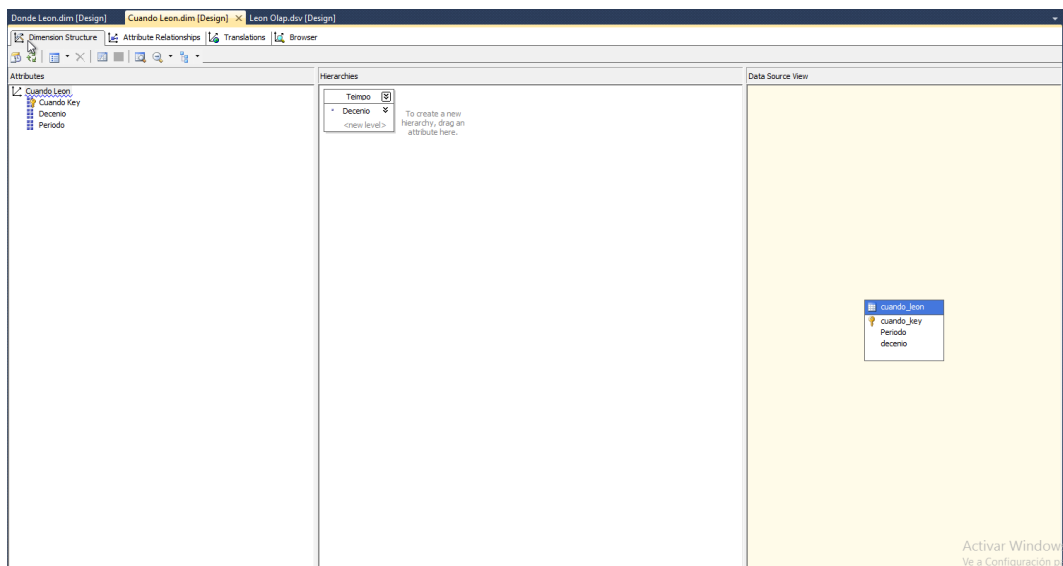 Donde Leon.dim [Design] Cuando Leon.dim [Design] Leon Olap.dsv [Design]
Dimension Structure Attribute Relationships Translations Browser
Attributes
Cuando Leon
Cuando Key
Decenio
Periodo
Hierarchies
Teimpo
Decenio
<new level>
To create a new
hierarchy, drag an
attribute here.
Data Source View
cuando_leon
cuando_key
Periodo
decenio
Activar Window
Ve a Configuración p